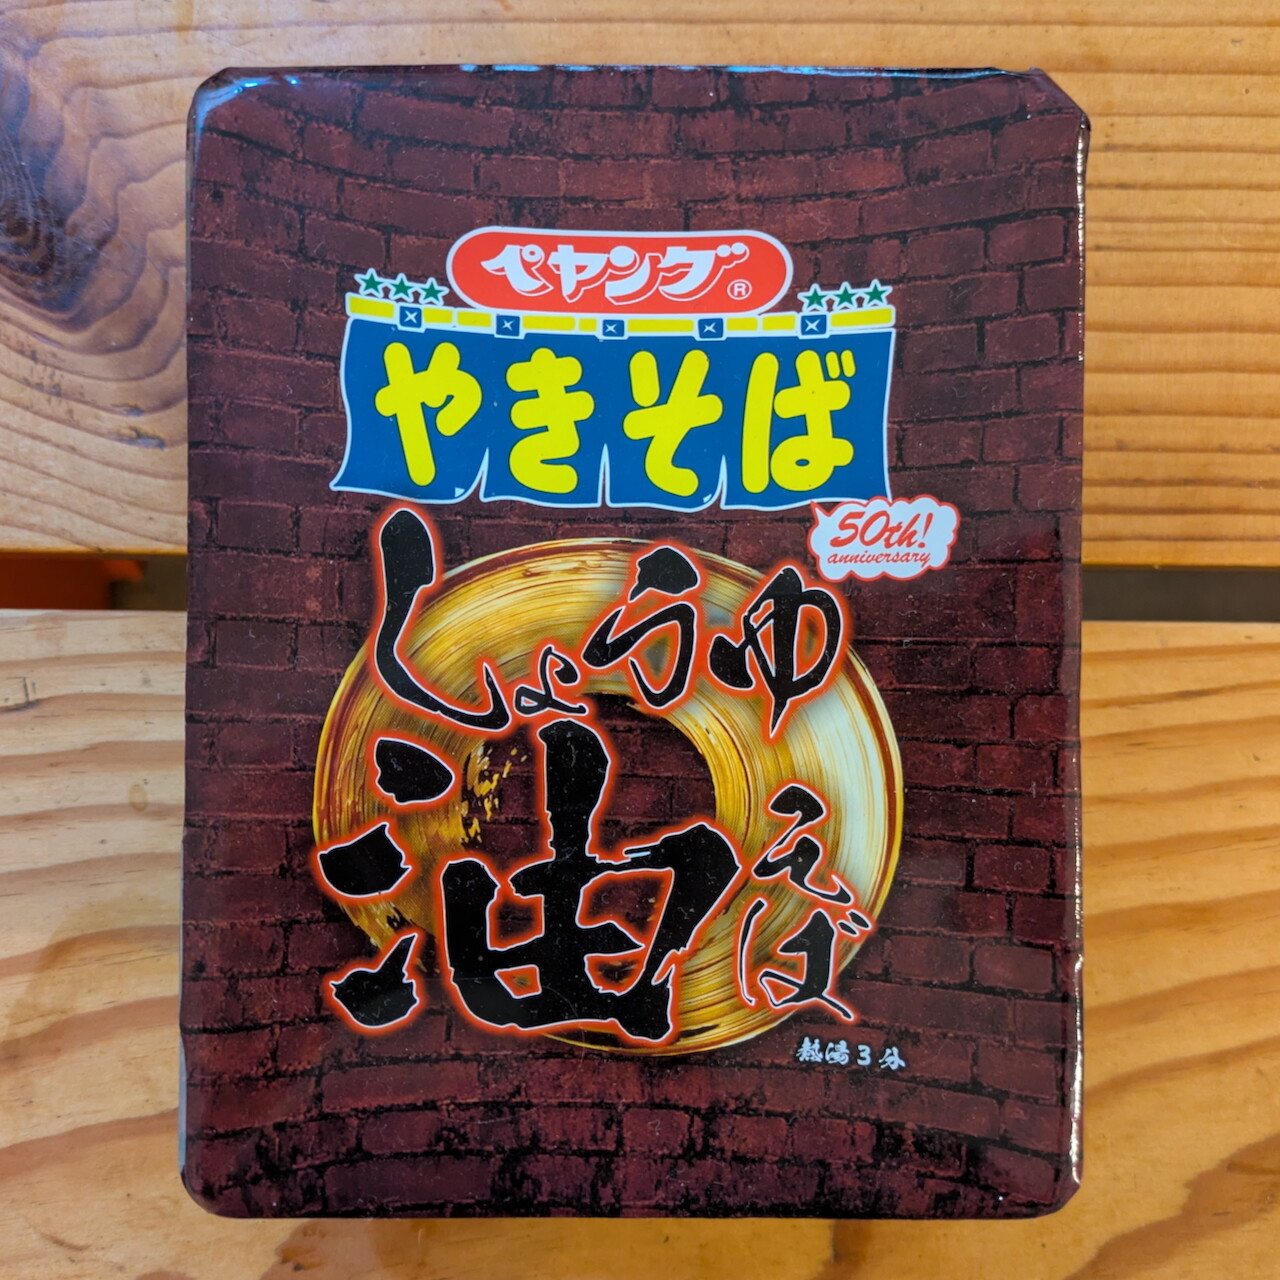 ペヤング®
やきそば
50th!
anniversary
しょうゆ
油そば
熱湯3分